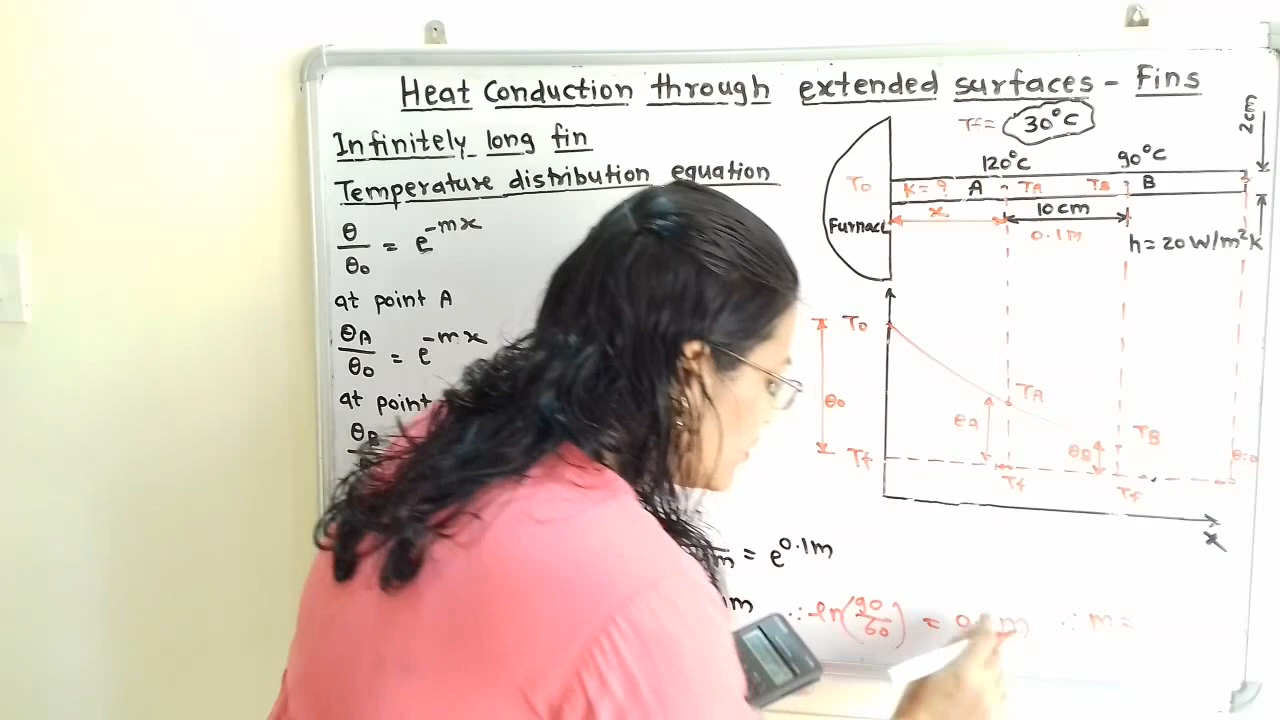 Heat Conduction through extended surfaces - Fins
Infinitely long fin
Temperature distribution equation
θ/θ₀ = e^-mx
at point A
θA/θ₀ = e^-mx
at point
θB
Tf = 30°C
2cm
120°C
90°C
T₀
K = ?
A
TA
TB
B
x
10cm
0.1m
Furnace
h = 20 W/m²K
T₀
TA
θ₀
θA
TB
θB
θ=0
Tf
Tf
Tf
x
m = e^0.1m
m ∴ ln(90/60) = m ∴ m =